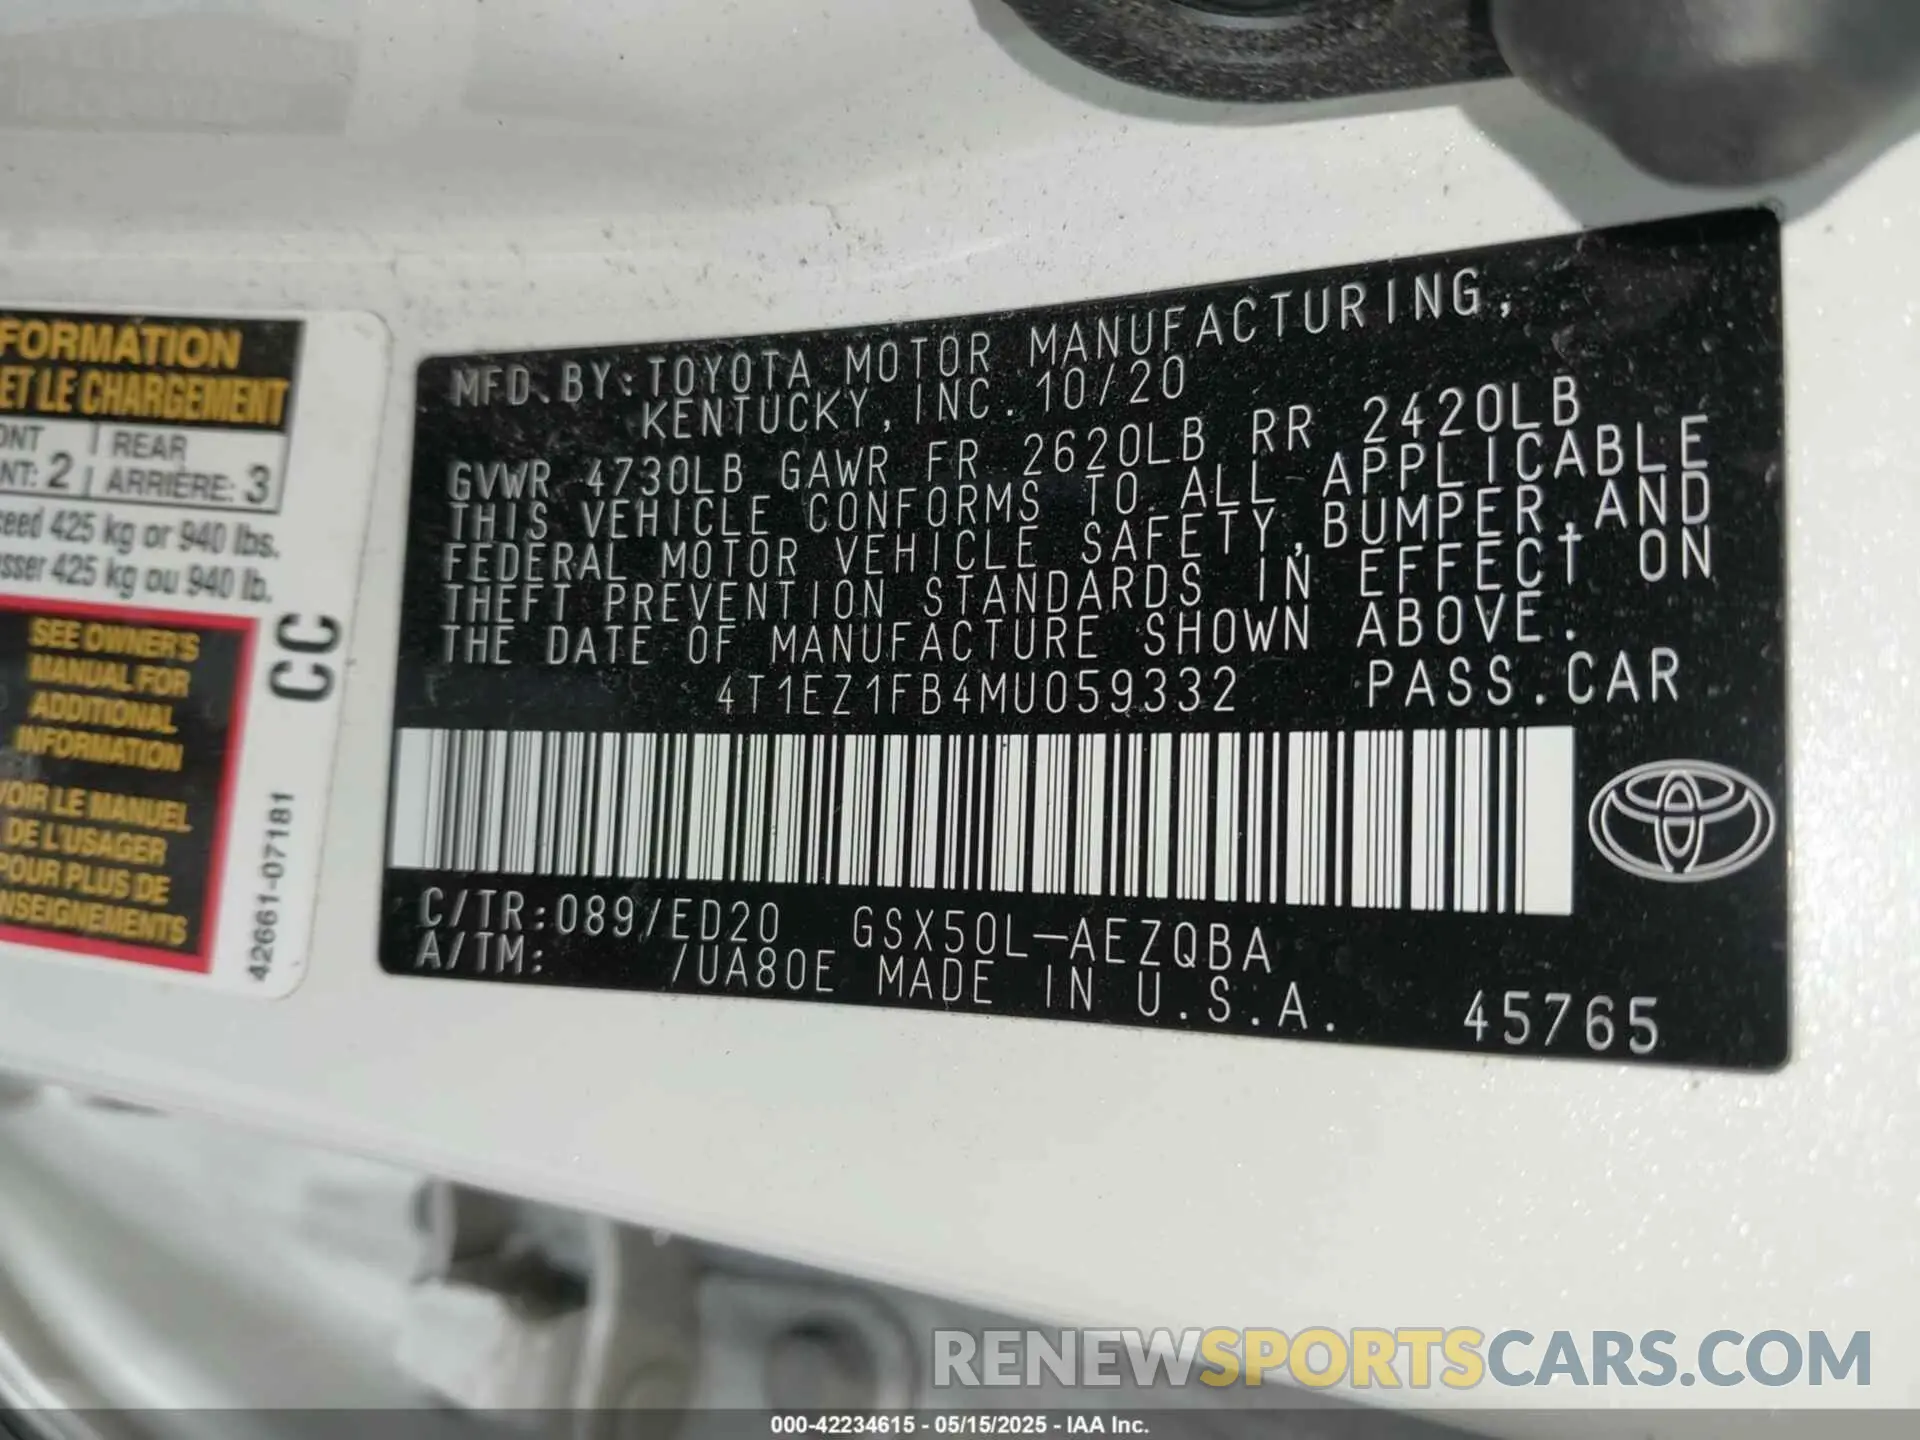 FORMATION
ET LE CHARGEMENT
REAR
NT: 2 ARRIÈRE: 3
425 kg or 940 lbs.
425 kg ou 940 lb.
SEE OWNER'S
MANUAL FOR
ADDITIONAL
INFORMATION
VOIR LE MANUEL
DE L'USAGER
POUR PLUS DE
NSEIGNEMENTS
CC
42661-07181
MFD. BY: TOYOTA MOTOR MANUFACTURING,
KENTUCKY, INC. 10/20
GVWR 4730LB GAWR FR 2620LB RR 2420LB
THIS VEHICLE CONFORMS TO ALL APPLICABLE
FEDERAL MOTOR VEHICLE SAFETY, BUMPER, AND
THEFT PREVENTION STANDARDS IN EFFECT ON
THE DATE OF MANUFACTURE SHOWN ABOVE.
4T1EZ1FB4MU059332 PASS.CAR
C/TR:089/ED20 GSX50L-AEZQBA
A/TM: /UA80E MADE IN U.S.A.
45765
RENEWSPORTSCARS.COM
000-42234615 - 05/15/2025 - IAA Inc.